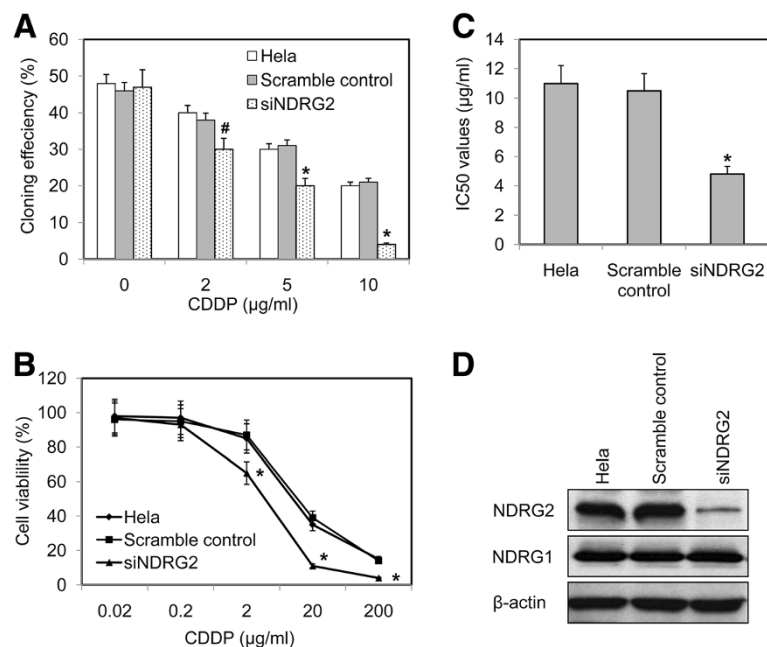 A
Cloning effeciency (%)
60
50
40
30
20
10
0
Hela
Scramble control
siNDRG2
#
*
*
0 2 5 10
CDDP (µg/ml)
B
Cell viablility (%)
120
100
80
60
40
20
0
Hela
Scramble control
siNDRG2
*
*
*
0.02 0.2 2 20 200
CDDP (µg/ml)
C
IC50 values (µg/ml)
14
12
10
8
6
4
2
0
*
Hela Scramble control siNDRG2
D
Hela
Scramble control
siNDRG2
NDRG2
NDRG1
β-actin